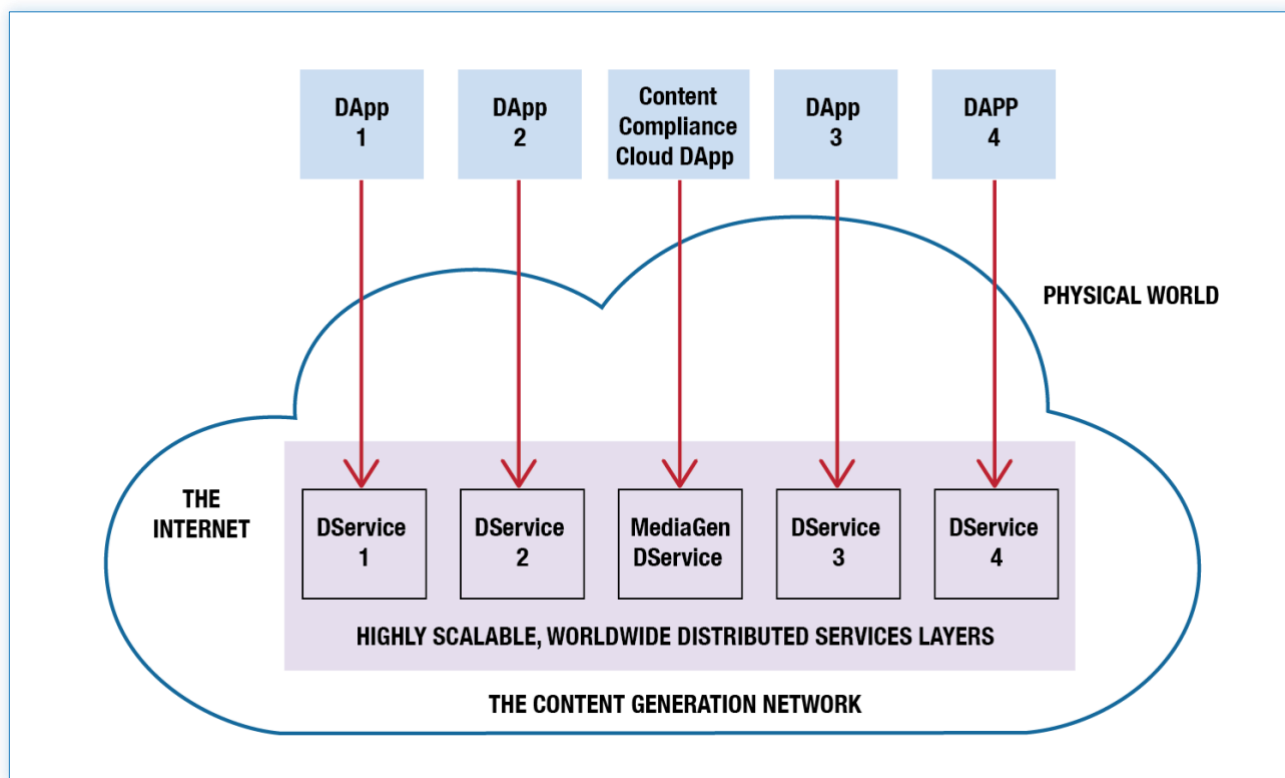 DApp
1
DApp
2
Content
Compliance
Cloud DApp
DApp
3
DAPP
4
PHYSICAL WORLD
THE
INTERNET
DService
1
DService
2
MediaGen
DService
DService
3
DService
4
HIGHLY SCALABLE, WORLDWIDE DISTRIBUTED SERVICES LAYERS
THE CONTENT GENERATION NETWORK